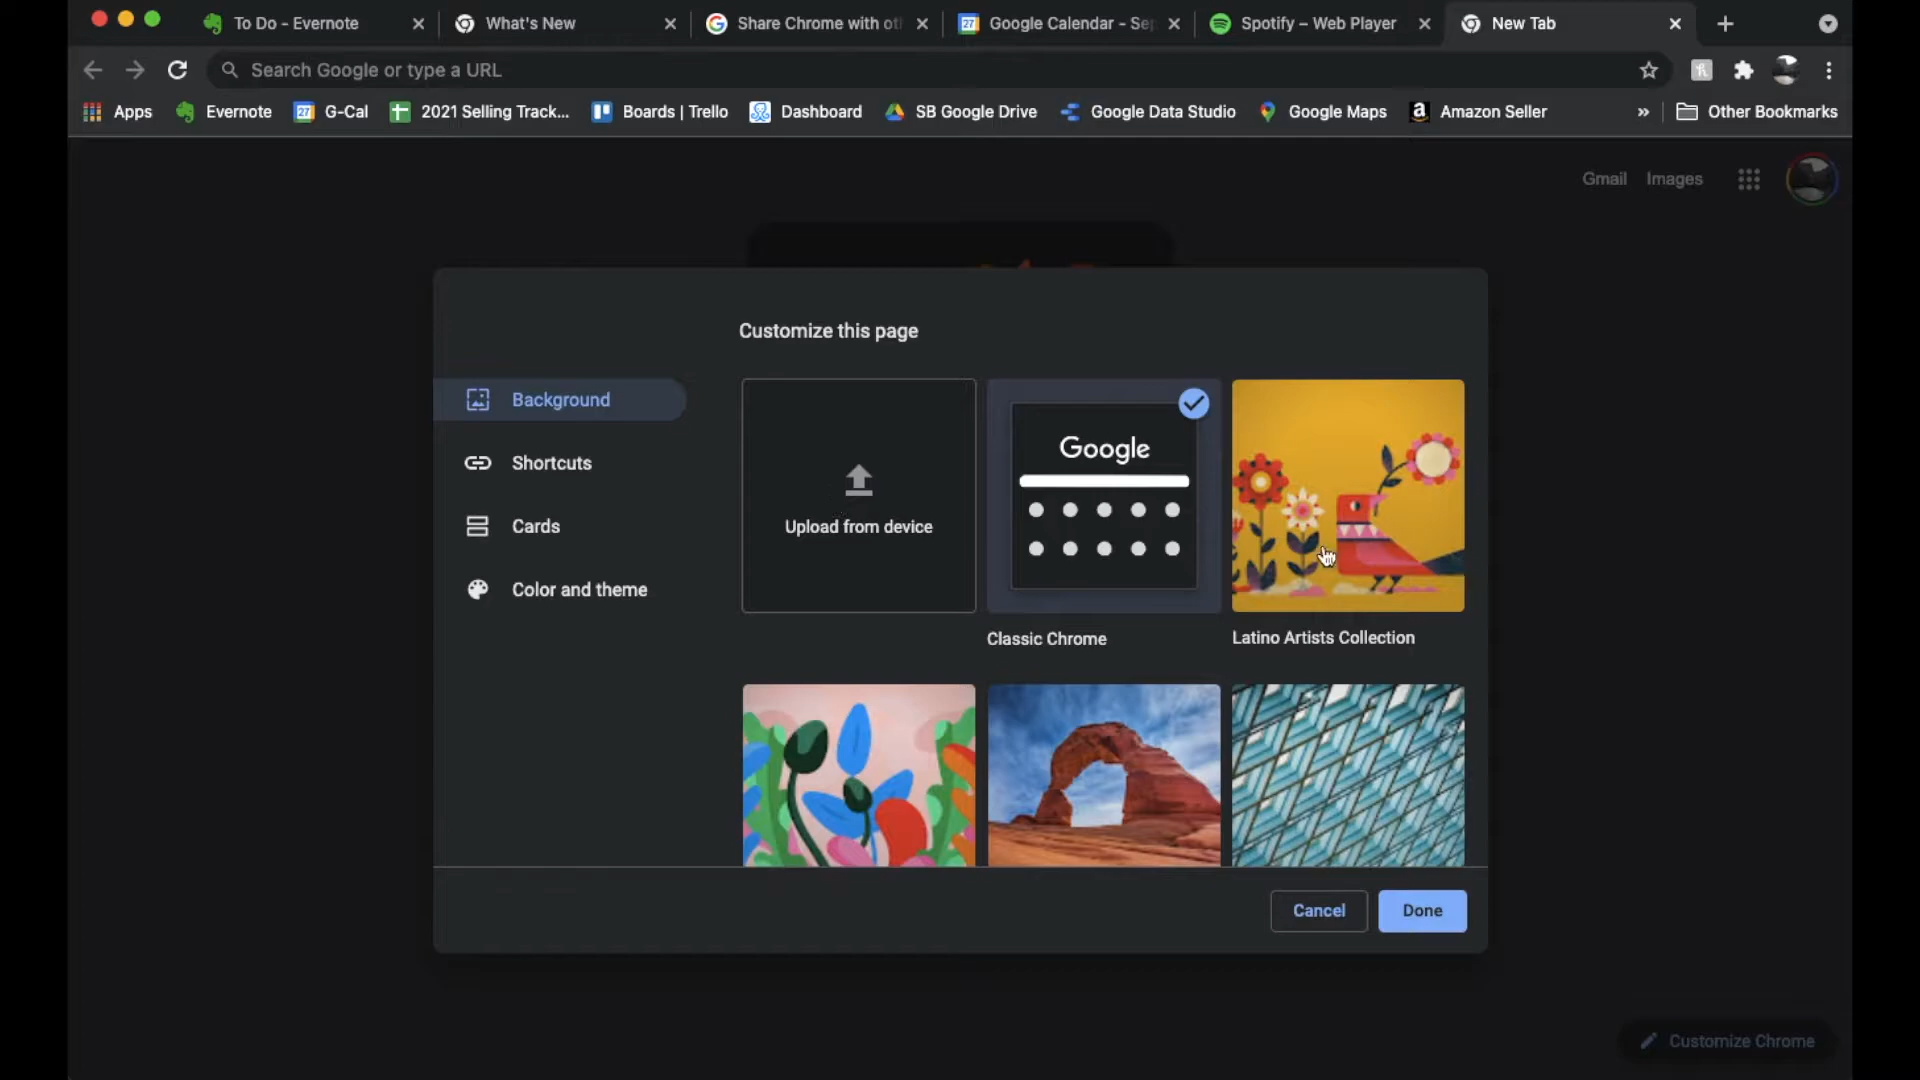 To Do - Evernote
What's New
Share Chrome with ot
Google Calendar - Sep
Spotify – Web Player
New Tab
Search Google or type a URL
Apps
Evernote
27 G-Cal
2021 Selling Track...
Boards | Trello
Dashboard
SB Google Drive
Google Data Studio
Google Maps
a Amazon Seller
»
Other Bookmarks
Gmail
Images
Customize this page
Background
Shortcuts
Cards
Color and theme
Upload from device
Google
Classic Chrome
Latino Artists Collection
Cancel
Done
Customize Chrome